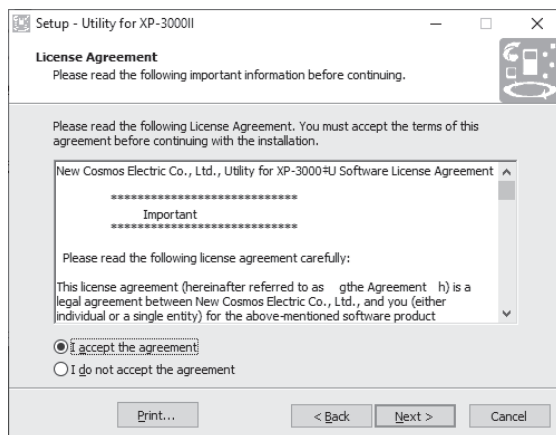 Setup - Utility for XP-3000II
License Agreement
Please read the following important information before continuing.
Please read the following License Agreement. You must accept the terms of this
agreement before continuing with the installation.
New Cosmos Electric Co., Ltd., Utility for XP-3000‡U Software License Agreement
****************************
Important
****************************
Please read the following license agreement carefully:
This license agreement (hereinafter referred to as gthe Agreement h) is a
legal agreement between New Cosmos Electric Co., Ltd., and you (either
individual or a single entity) for the above-mentioned software product
I accept the agreement
I do not accept the agreement
Print...
< Back
Next >
Cancel